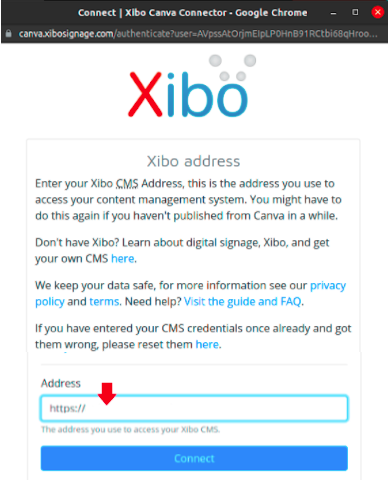 Connect | Xibo Canva Connector - Google Chrome
canva.xibosignage.com/authenticate?user=AVpssAtOrjmEIpLP0HnB91RCtbi68qHroo...
Xibo
Xibo address
Enter your Xibo CMS Address, this is the address you use to
access your content management system. You might have to
do this again if you haven't published from Canva in a while.
Don't have Xibo? Learn about digital signage, Xibo, and get
your own CMS here.
We keep your data safe, for more information see our privacy
policy and terms. Need help? Visit the guide and FAQ.
If you have entered your CMS credentials once already and got
them wrong, please reset them here.
Address
https://
The address you use to access your Xibo CMS.
Connect